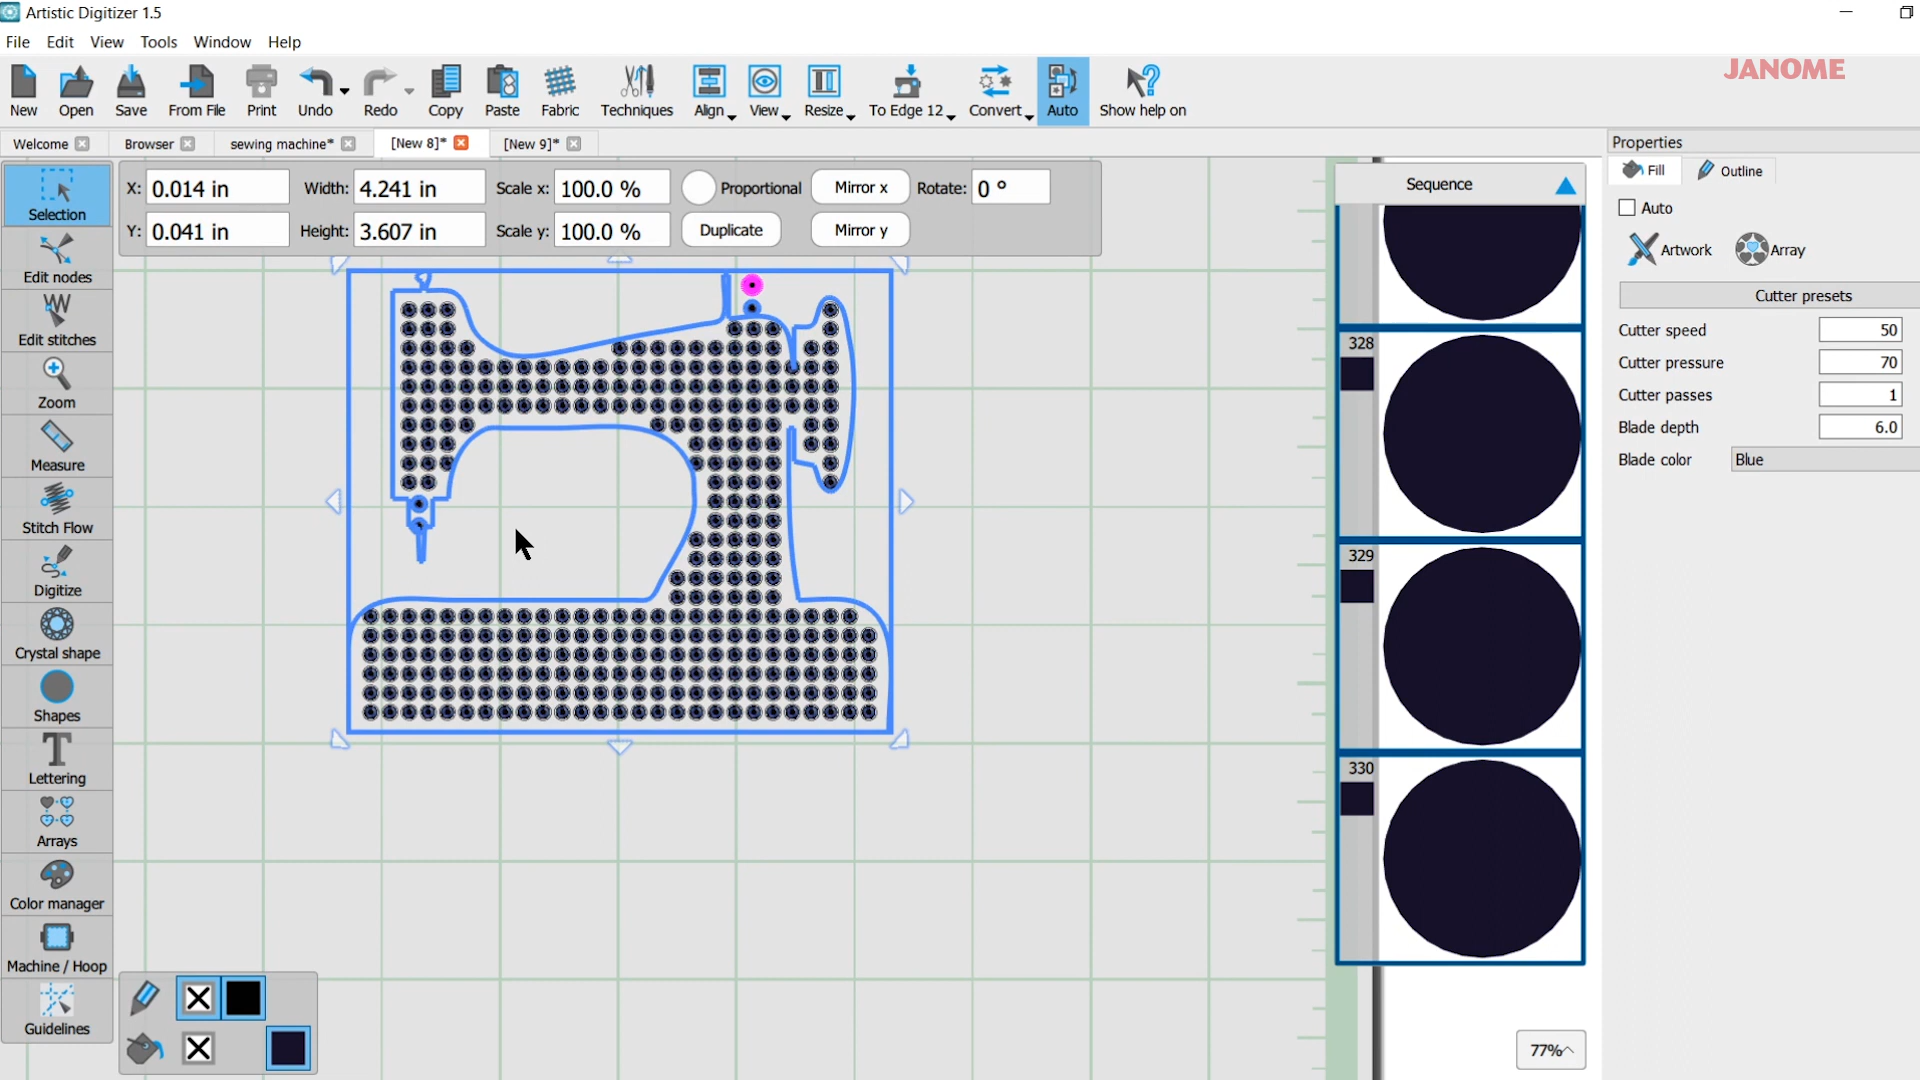 Artistic Digitizer 1.5
File Edit View Tools Window Help
JANOME
New Open Save From File Print Undo Redo Copy Paste Fabric Techniques Align View Resize To Edge 12 Convert Auto Show help on
Welcome Browser sewing machine* [New 8]* [New 9]*
Properties
X: 0.014 in Width: 4.241 in Scale x: 100.0 % Proportional Mirror x Rotate: 0 °
Y: 0.041 in Height: 3.607 in Scale y: 100.0 % Duplicate Mirror y
Selection
Edit nodes
Edit stitches
Zoom
Measure
Stitch Flow
Digitize
Crystal shape
Shapes
T
Lettering
Arrays
Color manager
Machine / Hoop
Guidelines
Sequence
328
329
330
77%
Fill Outline
Auto
Artwork Array
Cutter presets
Cutter speed 50
Cutter pressure 70
Cutter passes 1
Blade depth 6.0
Blade color Blue